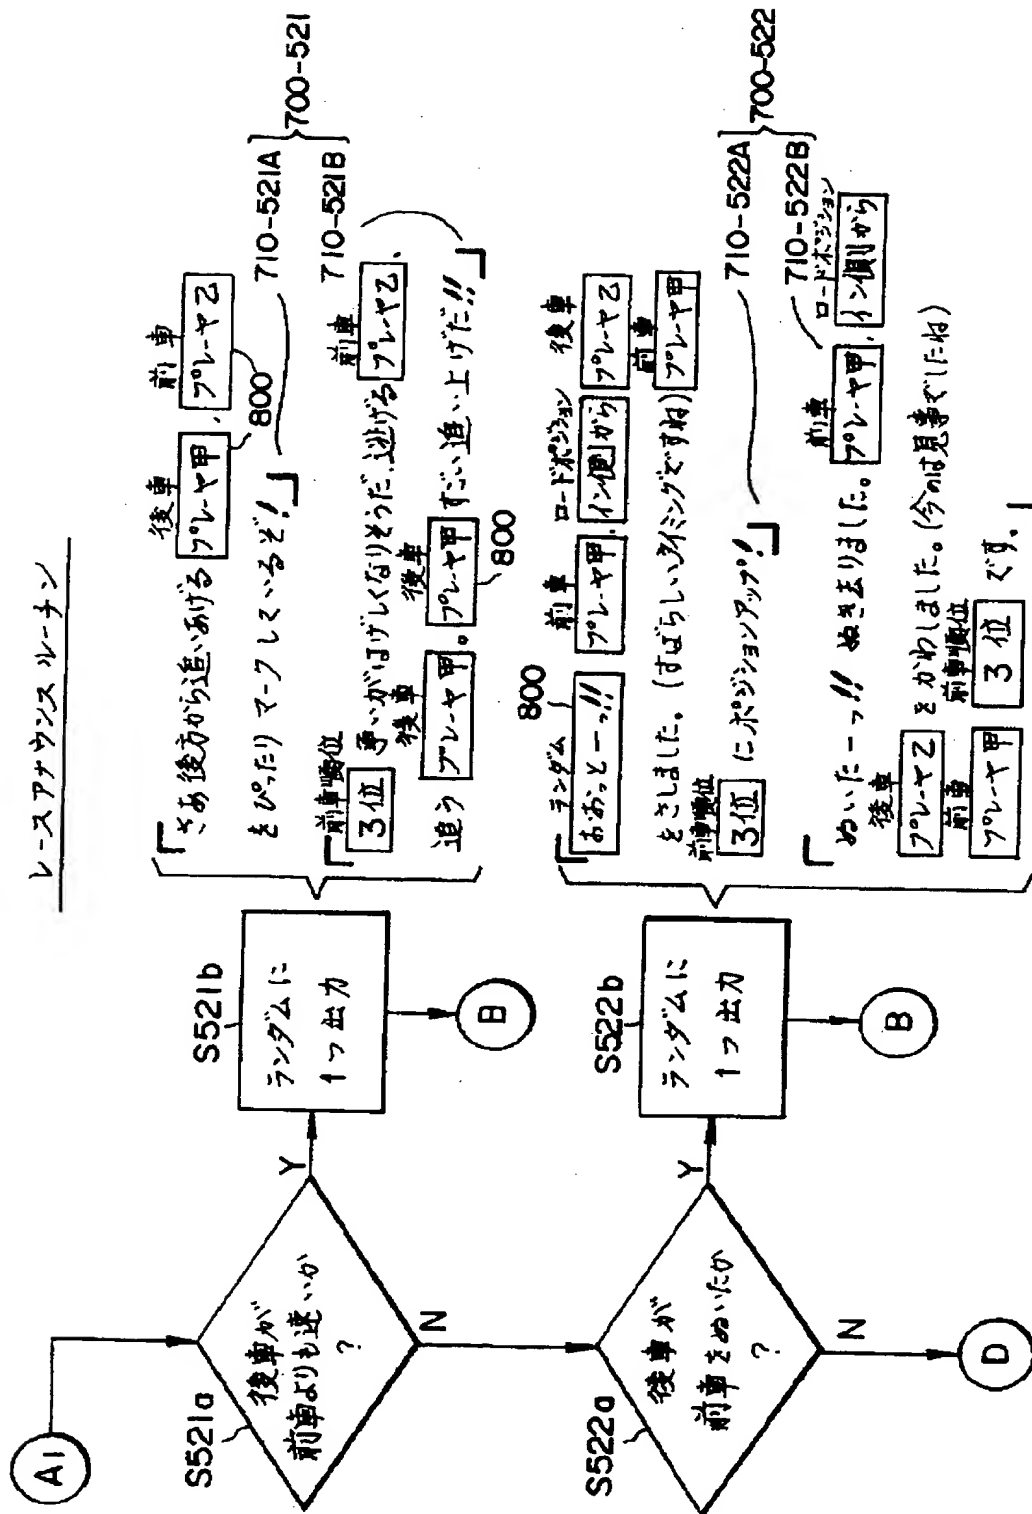 レースアナウンスルーチン
A1
S521a
後車が
前車よりも速いか
?
Y
N
S521b
ランダムに
1つ出力
B
後車 前車
「さあ後方から追いあげる プレーヤ甲 、 プレーヤ乙
800
をぴったりマークしているぞ!」
710-521A
前車順位 前車
「3位 争いがはげしくなりそうだ、逃げる プレーヤ乙 、
後車 後車
追う プレーヤ甲 。 プレーヤ甲 すごい追い上げだ!!」
800
710-521B
700-521
S522a
後車が
前車をぬいたか
?
Y
N
D
S522b
ランダムに
1つ出力
B
800
ランダム 前車 ロードポジション 後車
「おおっとーっ!! プレーヤ甲 、 イン側から プレーヤ乙
前車
をさしました。(すばらしいタイミングですね) プレーヤ甲
前車順位
3位 にポジションアップ!」
710-522A
前車 ロードポジション
「ぬいたーっ!! ぬき去りました。 プレーヤ甲 、 イン側から
後車
プレーヤ乙 をかわしました。(今のは見事でしたね)
前車 前車順位
プレーヤ甲 3位 です。」
710-522B
700-522